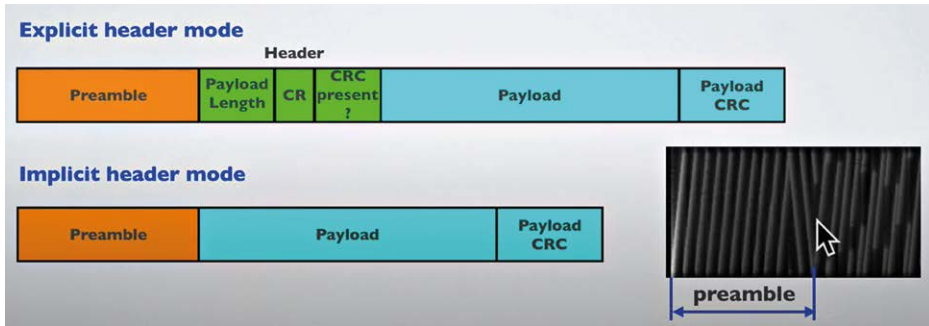 Explicit header mode
Header
Preamble
Payload
Length
CR
CRC
present
?
Payload
Payload
CRC
Implicit header mode
Preamble
Payload
Payload
CRC
preamble